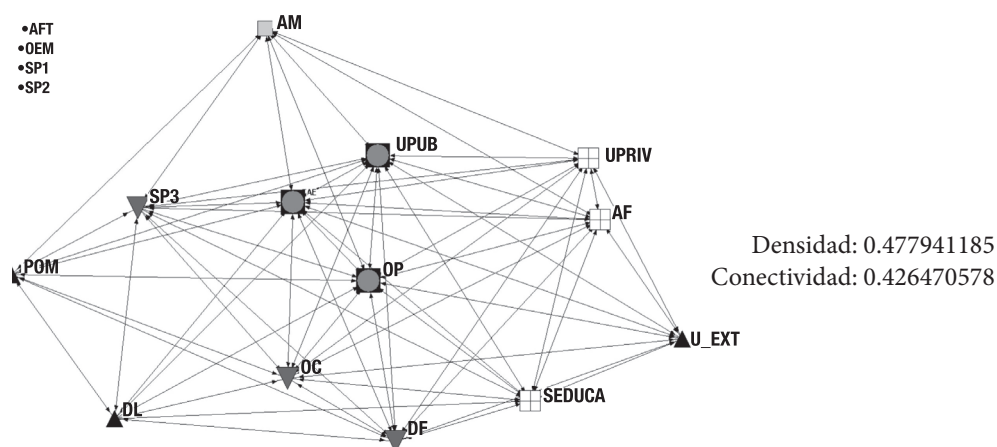 •AFT
•OEM
•SP1
•SP2
AM
UPUB
UPRIV
SP3
AE
AF
POM
OP
Densidad: 0.477941185
Conectividad: 0.426470578
U_EXT
OC
SEDUCA
DL
DF